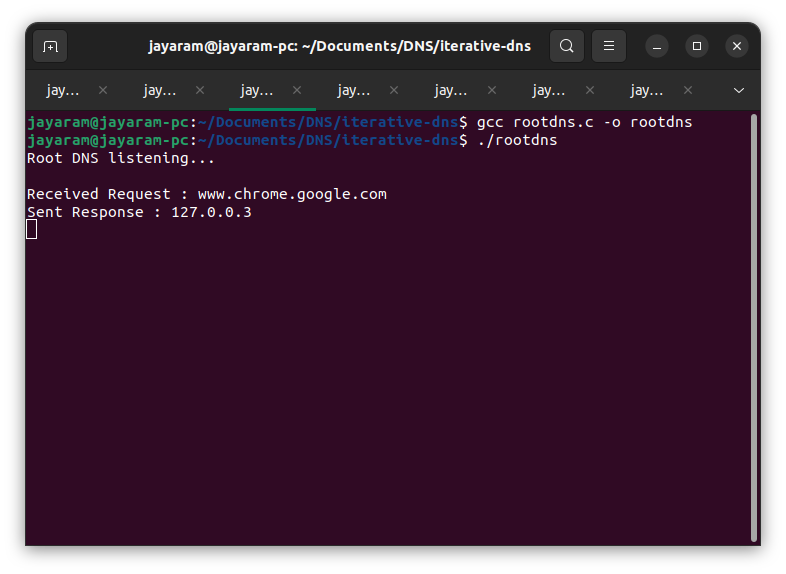 jayaram@jayaram-pc: ~/Documents/DNS/iterative-dns
jay... jay... jay... jay... jay... jay... jay...
jayaram@jayaram-pc:~/Documents/DNS/iterative-dns$ gcc rootdns.c -o rootdns
jayaram@jayaram-pc:~/Documents/DNS/iterative-dns$ ./rootdns
Root DNS listening...
Received Request : www.chrome.google.com
Sent Response : 127.0.0.3